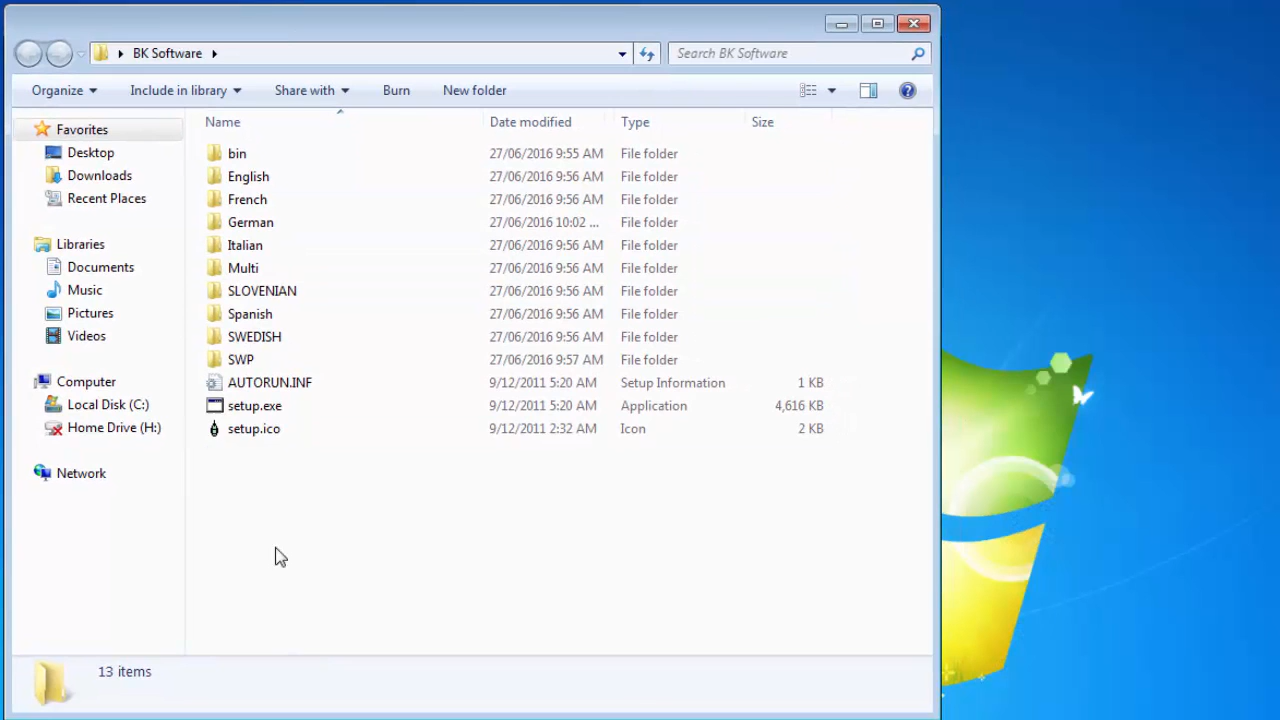 BK Software
Search BK Software
Organize Include in library Share with Burn New folder
Name Date modified Type Size
Favorites
Desktop
Downloads
Recent Places
Libraries
Documents
Music
Pictures
Videos
Computer
Local Disk (C:)
Home Drive (H:)
Network
bin 27/06/2016 9:55 AM File folder
English 27/06/2016 9:56 AM File folder
French 27/06/2016 9:56 AM File folder
German 27/06/2016 10:02 ... File folder
Italian 27/06/2016 9:56 AM File folder
Multi 27/06/2016 9:56 AM File folder
SLOVENIAN 27/06/2016 9:56 AM File folder
Spanish 27/06/2016 9:56 AM File folder
SWEDISH 27/06/2016 9:56 AM File folder
SWP 27/06/2016 9:57 AM File folder
AUTORUN.INF 9/12/2011 5:20 AM Setup Information 1 KB
setup.exe 9/12/2011 5:20 AM Application 4,616 KB
setup.ico 9/12/2011 2:32 AM Icon 2 KB
13 items